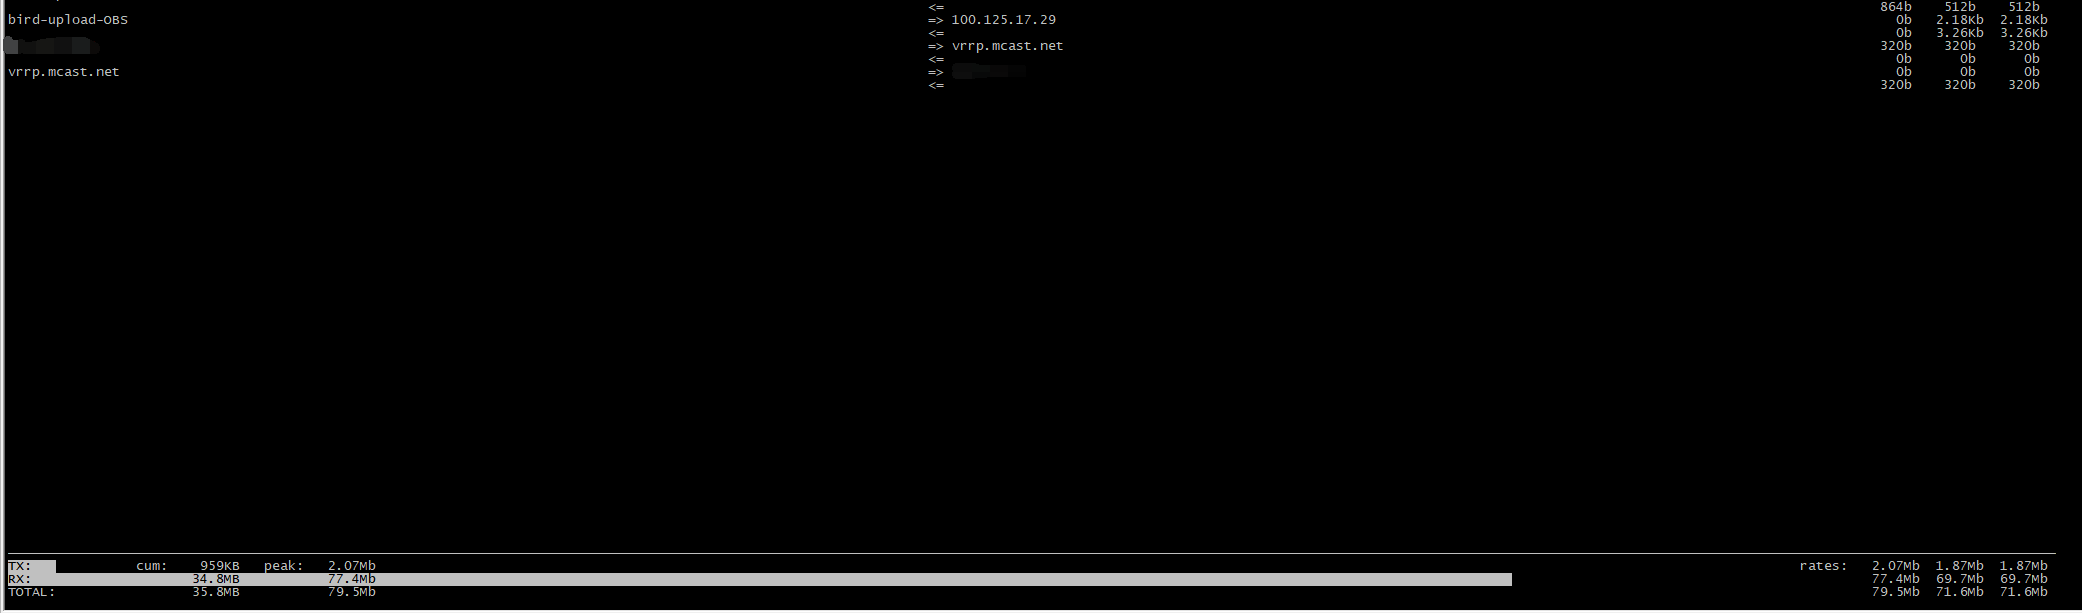 <= 864b 512b 512b
bird-upload-OBS => 100.125.17.29 0b 2.18Kb 2.18Kb
<= 0b 3.26Kb 3.26Kb
=> vrrp.mcast.net 320b 320b 320b
<= 0b 0b 0b
vrrp.mcast.net => 0b 0b 0b
<= 320b 320b 320b
TX: cum: 959KB peak: 2.07Mb rates: 2.07Mb 1.87Mb 1.87Mb
RX: 34.8MB 77.4Mb 77.4Mb 69.7Mb 69.7Mb
TOTAL: 35.8MB 79.5Mb 79.5Mb 71.6Mb 71.6Mb